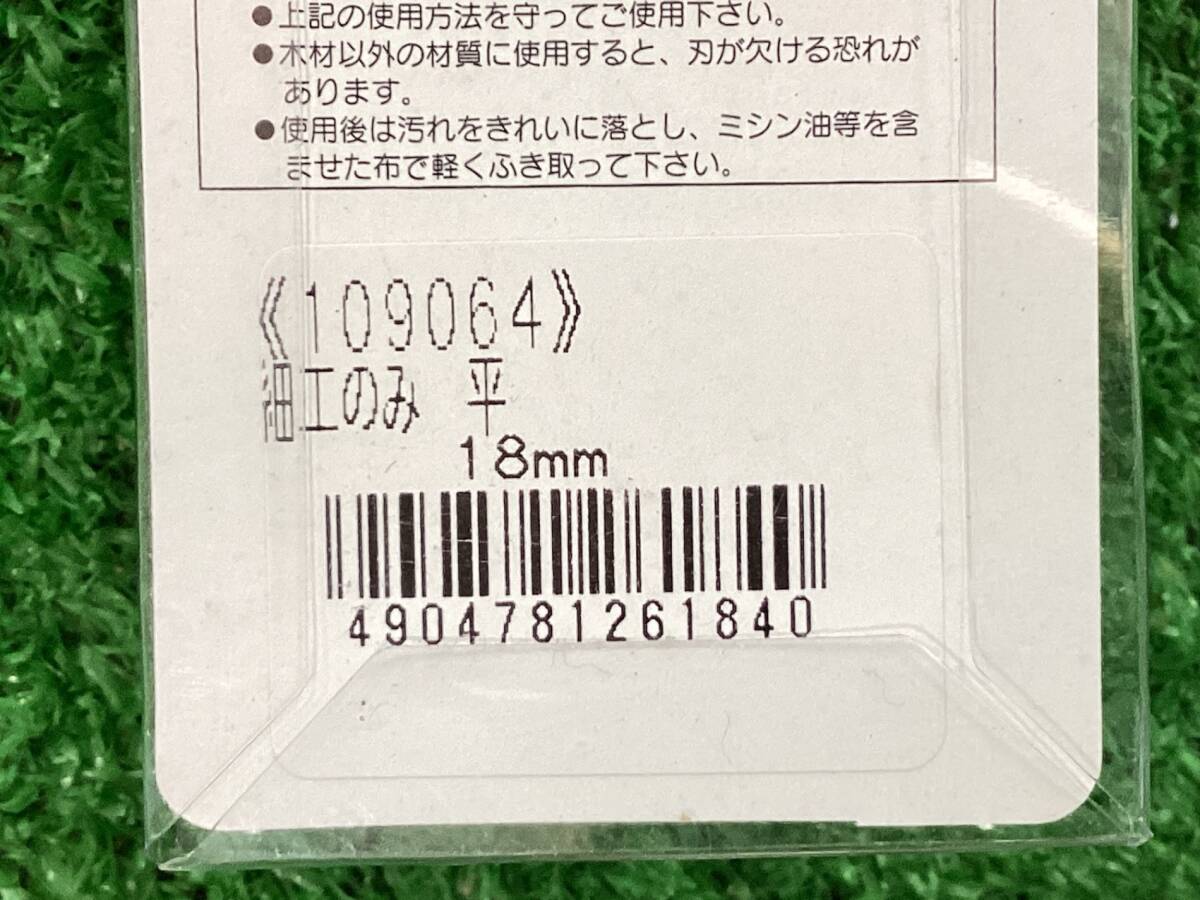 ●上記の使用方法を守ってご使用下さい。
●木材以外の材質に使用すると、刃が欠ける恐れが
あります。
●使用後は汚れをきれいに落とし、ミシン油等を含
ませた布で軽くふき取って下さい。
《109064》
細工のみ 平
18mm
4904781261840